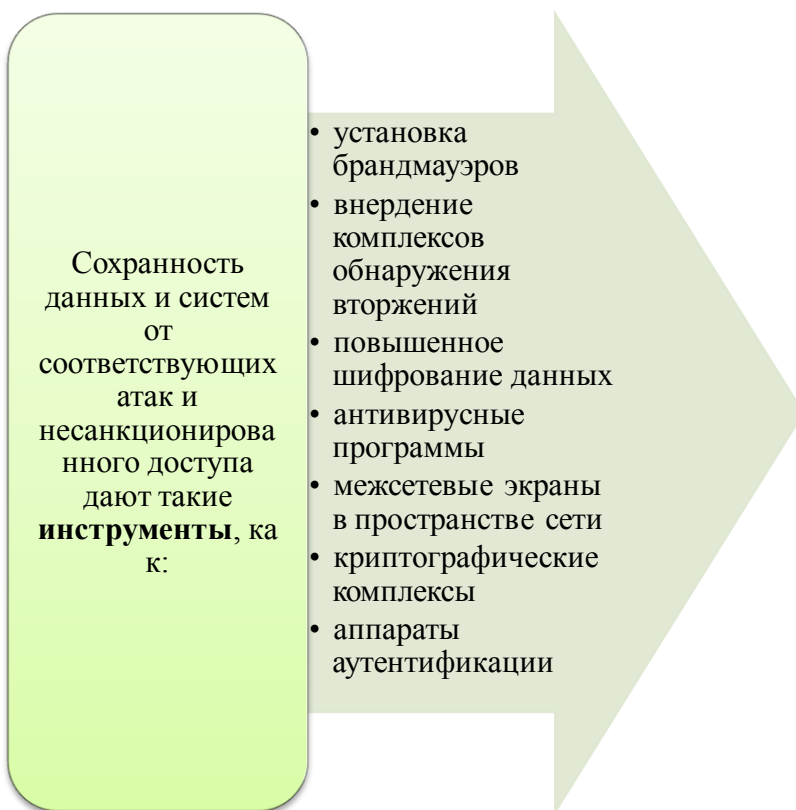 Сохранность
данных и систем
от
соответствующих
атак и
несанкционирова
нного доступа
дают такие
инструменты, ка
к:
• установка
брандмауэров
• внердение
комплексов
обнаружения
вторжений
• повышенное
шифрование данных
• антивирусные
программы
• межсетевые экраны
в пространстве сети
• криптографические
комплексы
• аппараты
аутентификации